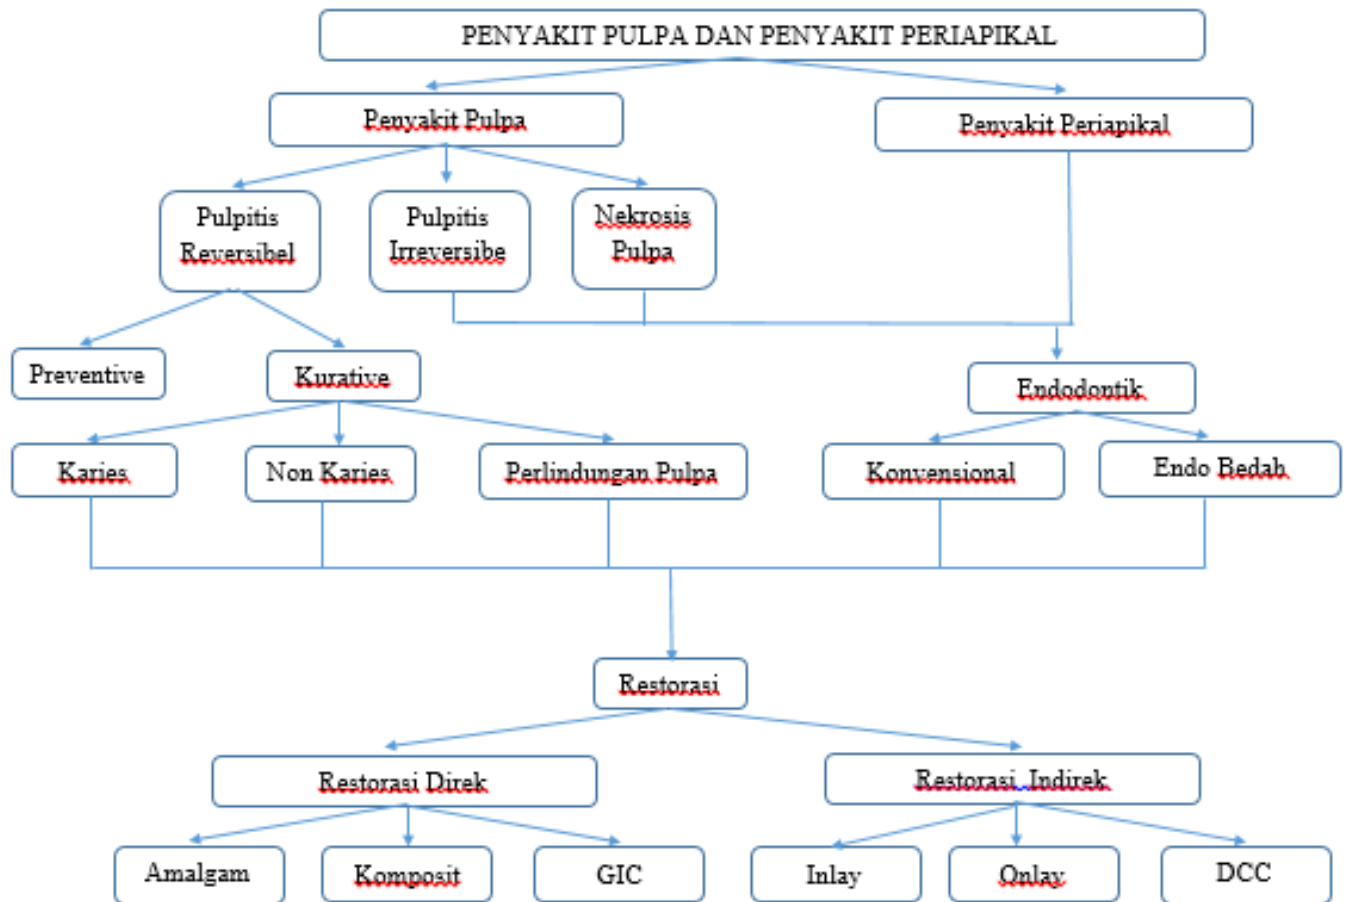 PENYAKIT PULPA DAN PENYAKIT PERIAPIKAL
Penyakit Pulpa
Penyakit Periapikal
Pulpitis
Reversibel
Pulpitis
Irreversibe
Nekrosis
Pulpa
Preventive
Kurative
Endodontik
Karies
Non Karies
Perlindungan Pulpa
Konvensional
Endo Bedah
Restorasi
Restorasi Direk
Restorasi Indirek
Amalgam
Komposit
GIC
Inlay
Onlay
DCC